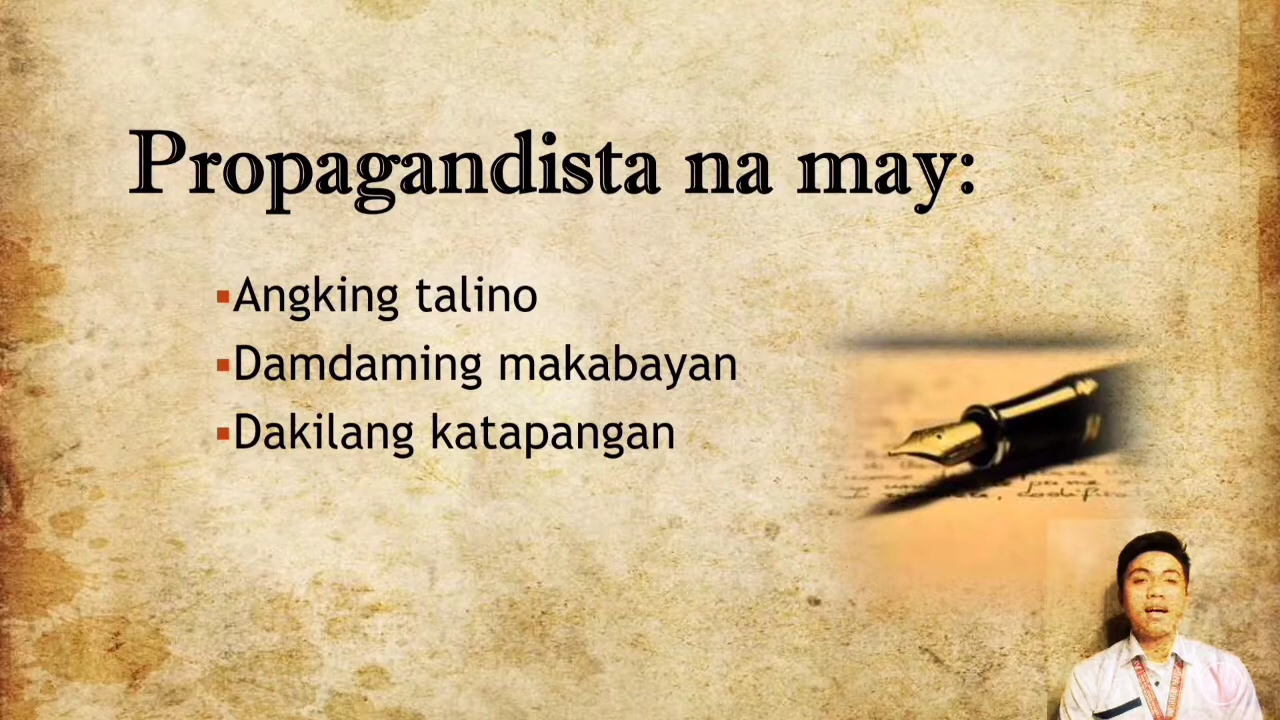 Propagandista na may:
▪Angking talino
▪Damdaming makabayan
▪Dakilang katapangan